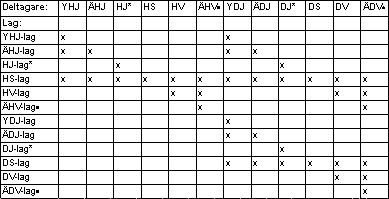 Deltagare: YHJ ÄHJ HJ* HS HV ÄHV¤ YDJ ÄDJ DJ* DS DV ÄDV¤
Lag:
YHJ-lag x x
ÄHJ-lag x x x x
HJ-lag* x x
HS-lag x x x x x x x x x x x x
HV-lag x x x x
ÄHV-lag¤ x x
YDJ-lag x
ÄDJ-lag x x
DJ-lag* x
DS-lag x x x x x x
DV-lag x x
ÄDV-lag¤ x